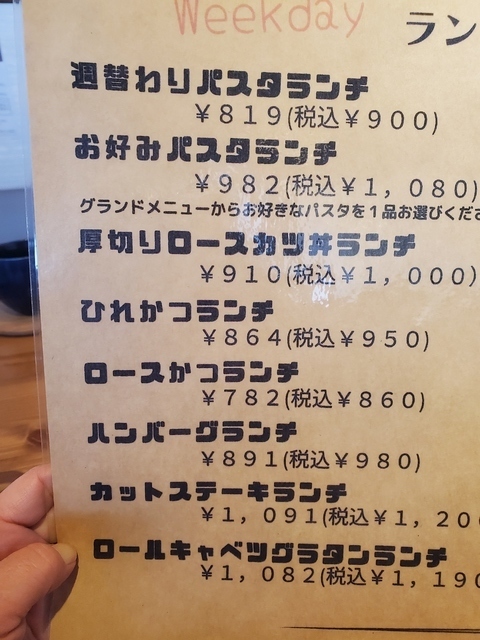 Weekday
ラン
週替わりパスタランチ
￥８１９(税込￥９００)
お好みパスタランチ
￥９８２(税込￥１，０８０)
グランドメニューからお好きなパスタを１品お選びくださ
厚切りロースカツ丼ランチ
￥９１０(税込￥１，０００)
ひれかつランチ
￥８６４(税込￥９５０)
ロースかつランチ
￥７８２(税込￥８６０)
ハンバーグランチ
￥８９１(税込￥９８０)
カットステーキランチ
￥１，０９１(税込￥１，２０
ロールキャベツグラタンランチ
￥１，０８２(税込￥１，１９０